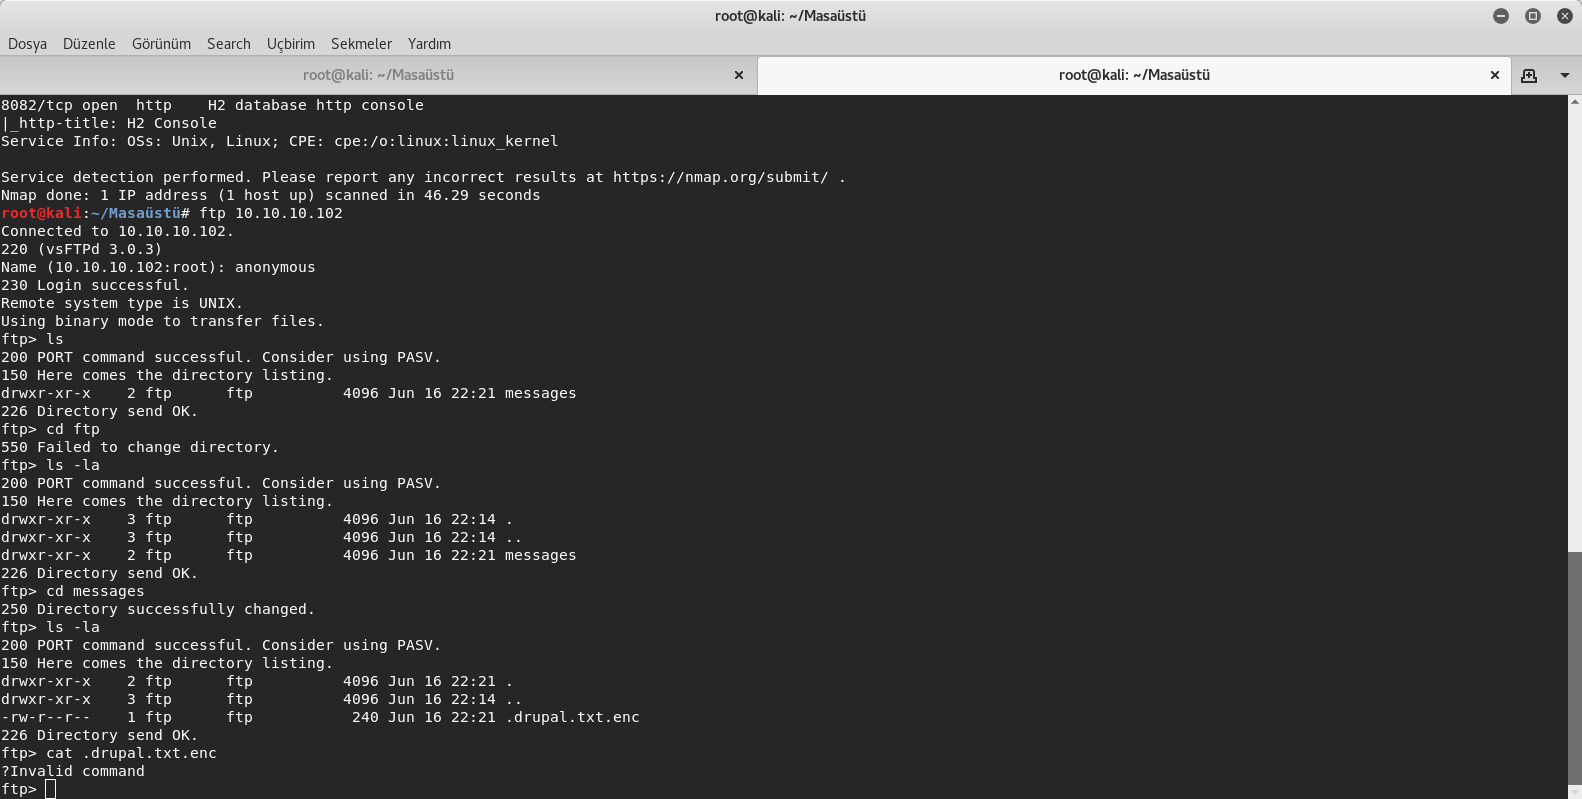 root@kali: ~/Masaüstü
Dosya Düzenle Görünüm Search Uçbirim Sekmeler Yardım
root@kali: ~/Masaüstü root@kali: ~/Masaüstü
8082/tcp open  http    H2 database http console
|_http-title: H2 Console
Service Info: OSs: Unix, Linux; CPE: cpe:/o:linux:linux_kernel
Service detection performed. Please report any incorrect results at https://nmap.org/submit/ .
Nmap done: 1 IP address (1 host up) scanned in 46.29 seconds
root@kali:~/Masaüstü# ftp 10.10.10.102
Connected to 10.10.10.102.
220 (vsFTPd 3.0.3)
Name (10.10.10.102:root): anonymous
230 Login successful.
Remote system type is UNIX.
Using binary mode to transfer files.
ftp> ls
200 PORT command successful. Consider using PASV.
150 Here comes the directory listing.
drwxr-xr-x    2 ftp      ftp          4096 Jun 16 22:21 messages
226 Directory send OK.
ftp> cd ftp
550 Failed to change directory.
ftp> ls -la
200 PORT command successful. Consider using PASV.
150 Here comes the directory listing.
drwxr-xr-x    3 ftp      ftp          4096 Jun 16 22:14 .
drwxr-xr-x    3 ftp      ftp          4096 Jun 16 22:14 ..
drwxr-xr-x    2 ftp      ftp          4096 Jun 16 22:21 messages
226 Directory send OK.
ftp> cd messages
250 Directory successfully changed.
ftp> ls -la
200 PORT command successful. Consider using PASV.
150 Here comes the directory listing.
drwxr-xr-x    2 ftp      ftp          4096 Jun 16 22:21 .
drwxr-xr-x    3 ftp      ftp          4096 Jun 16 22:14 ..
-rw-r--r--    1 ftp      ftp           240 Jun 16 22:21 .drupal.txt.enc
226 Directory send OK.
ftp> cat .drupal.txt.enc
?Invalid command
ftp>